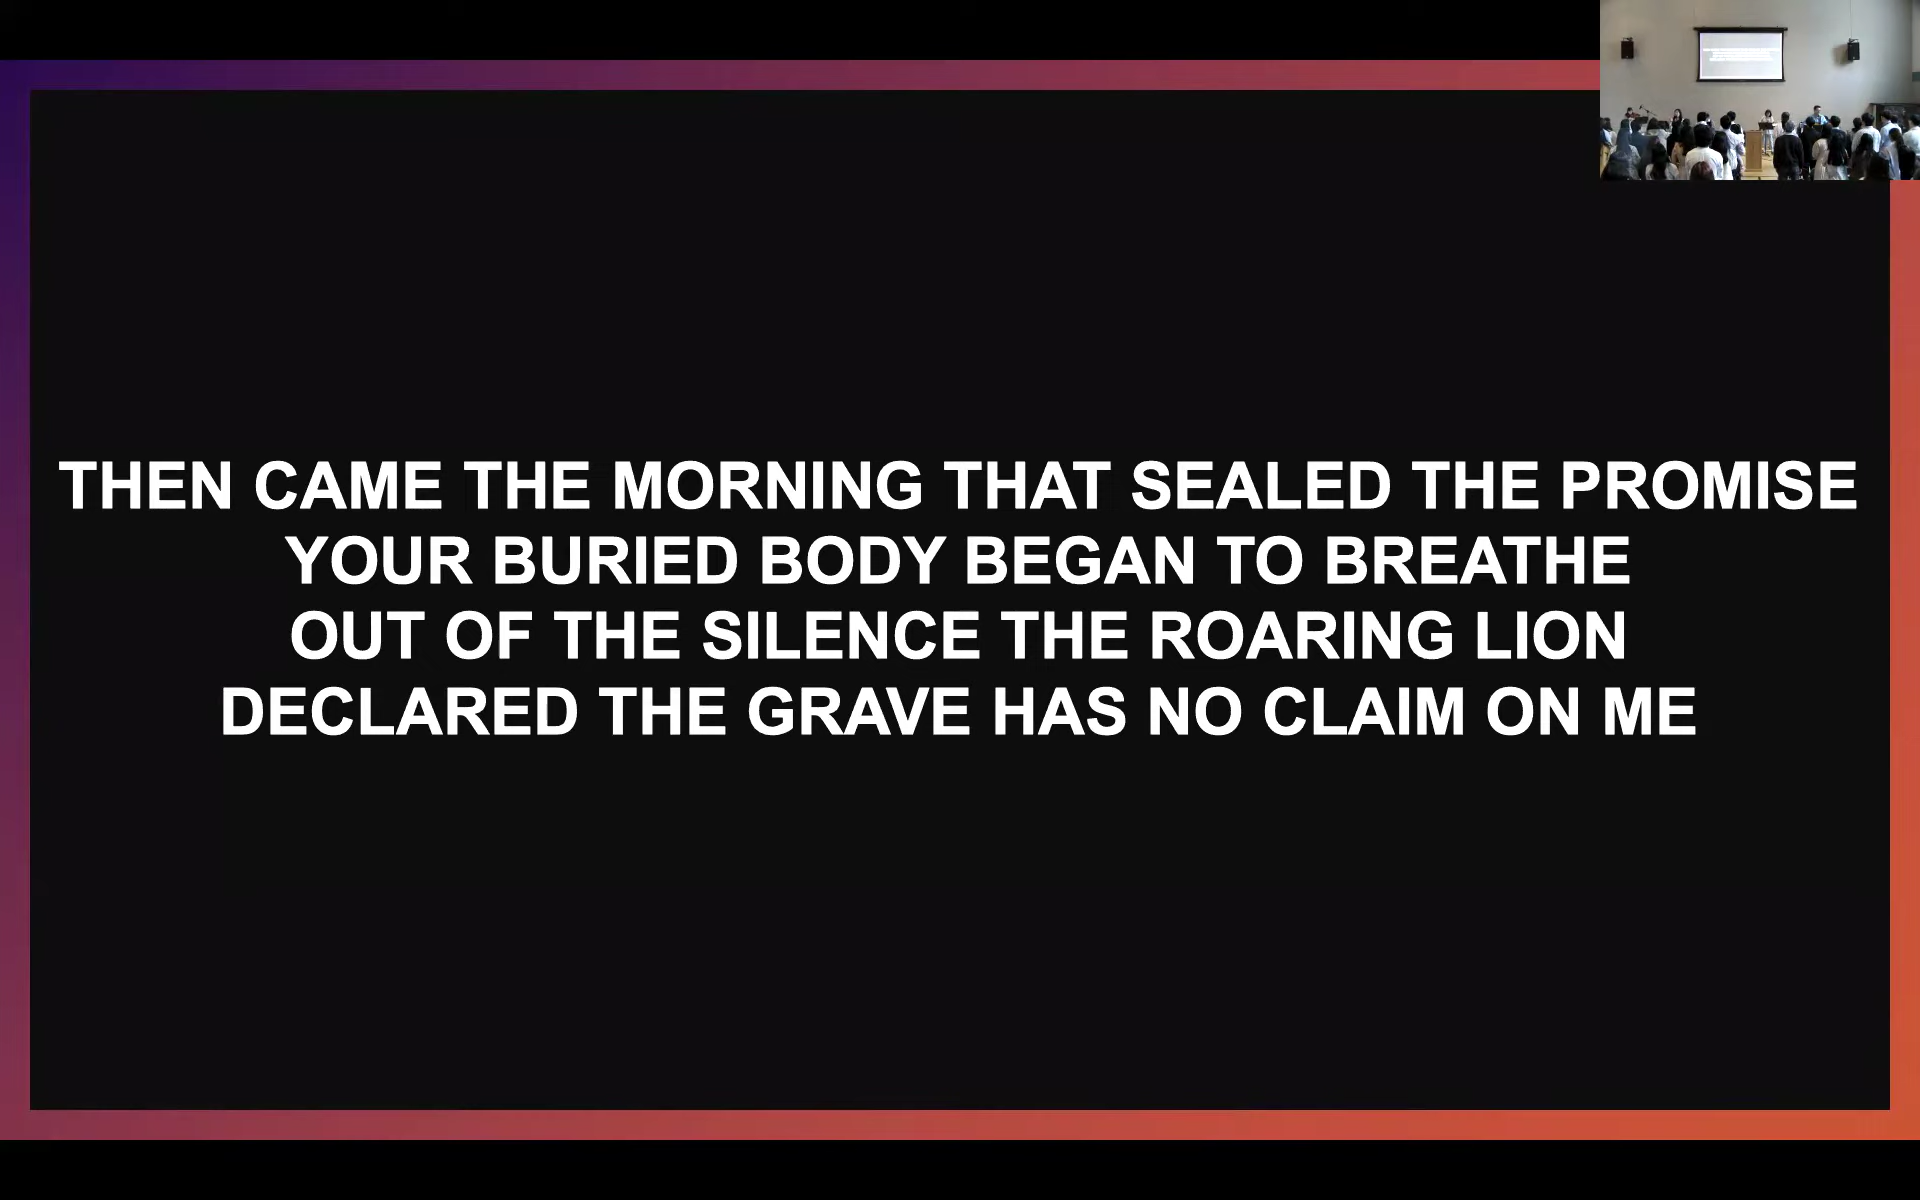 THEN CAME THE MORNING THAT SEALED THE PROMISE
YOUR BURIED BODY BEGAN TO BREATHE
OUT OF THE SILENCE THE ROARING LION
DECLARED THE GRAVE HAS NO CLAIM ON ME